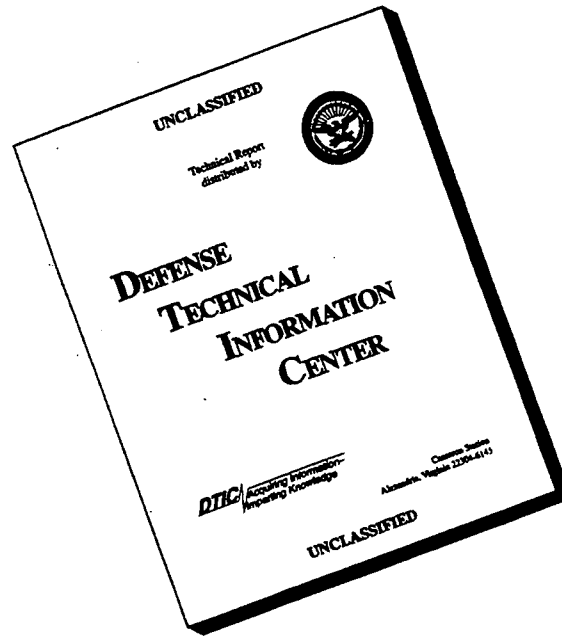 UNCLASSIFIED
Technical Report
distributed by
DEFENSE
TECHNICAL
INFORMATION
CENTER
DTIC
Acquiring Information-
Imparting Knowledge
Cameron Station
Alexandria, Virginia 22304-6145
UNCLASSIFIED